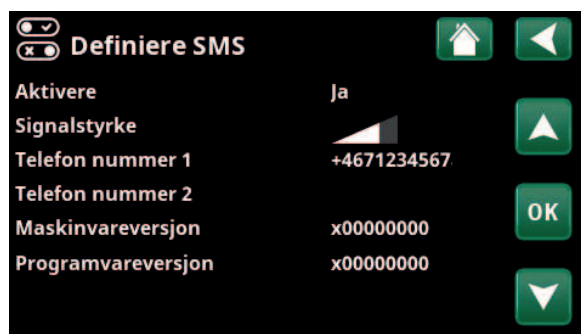 Definiere SMS
Aktivere Ja
Signalstyrke
Telefon nummer 1 +4671234567
Telefon nummer 2
Maskinvareversjon x00000000
Programvareversjon x00000000
OK